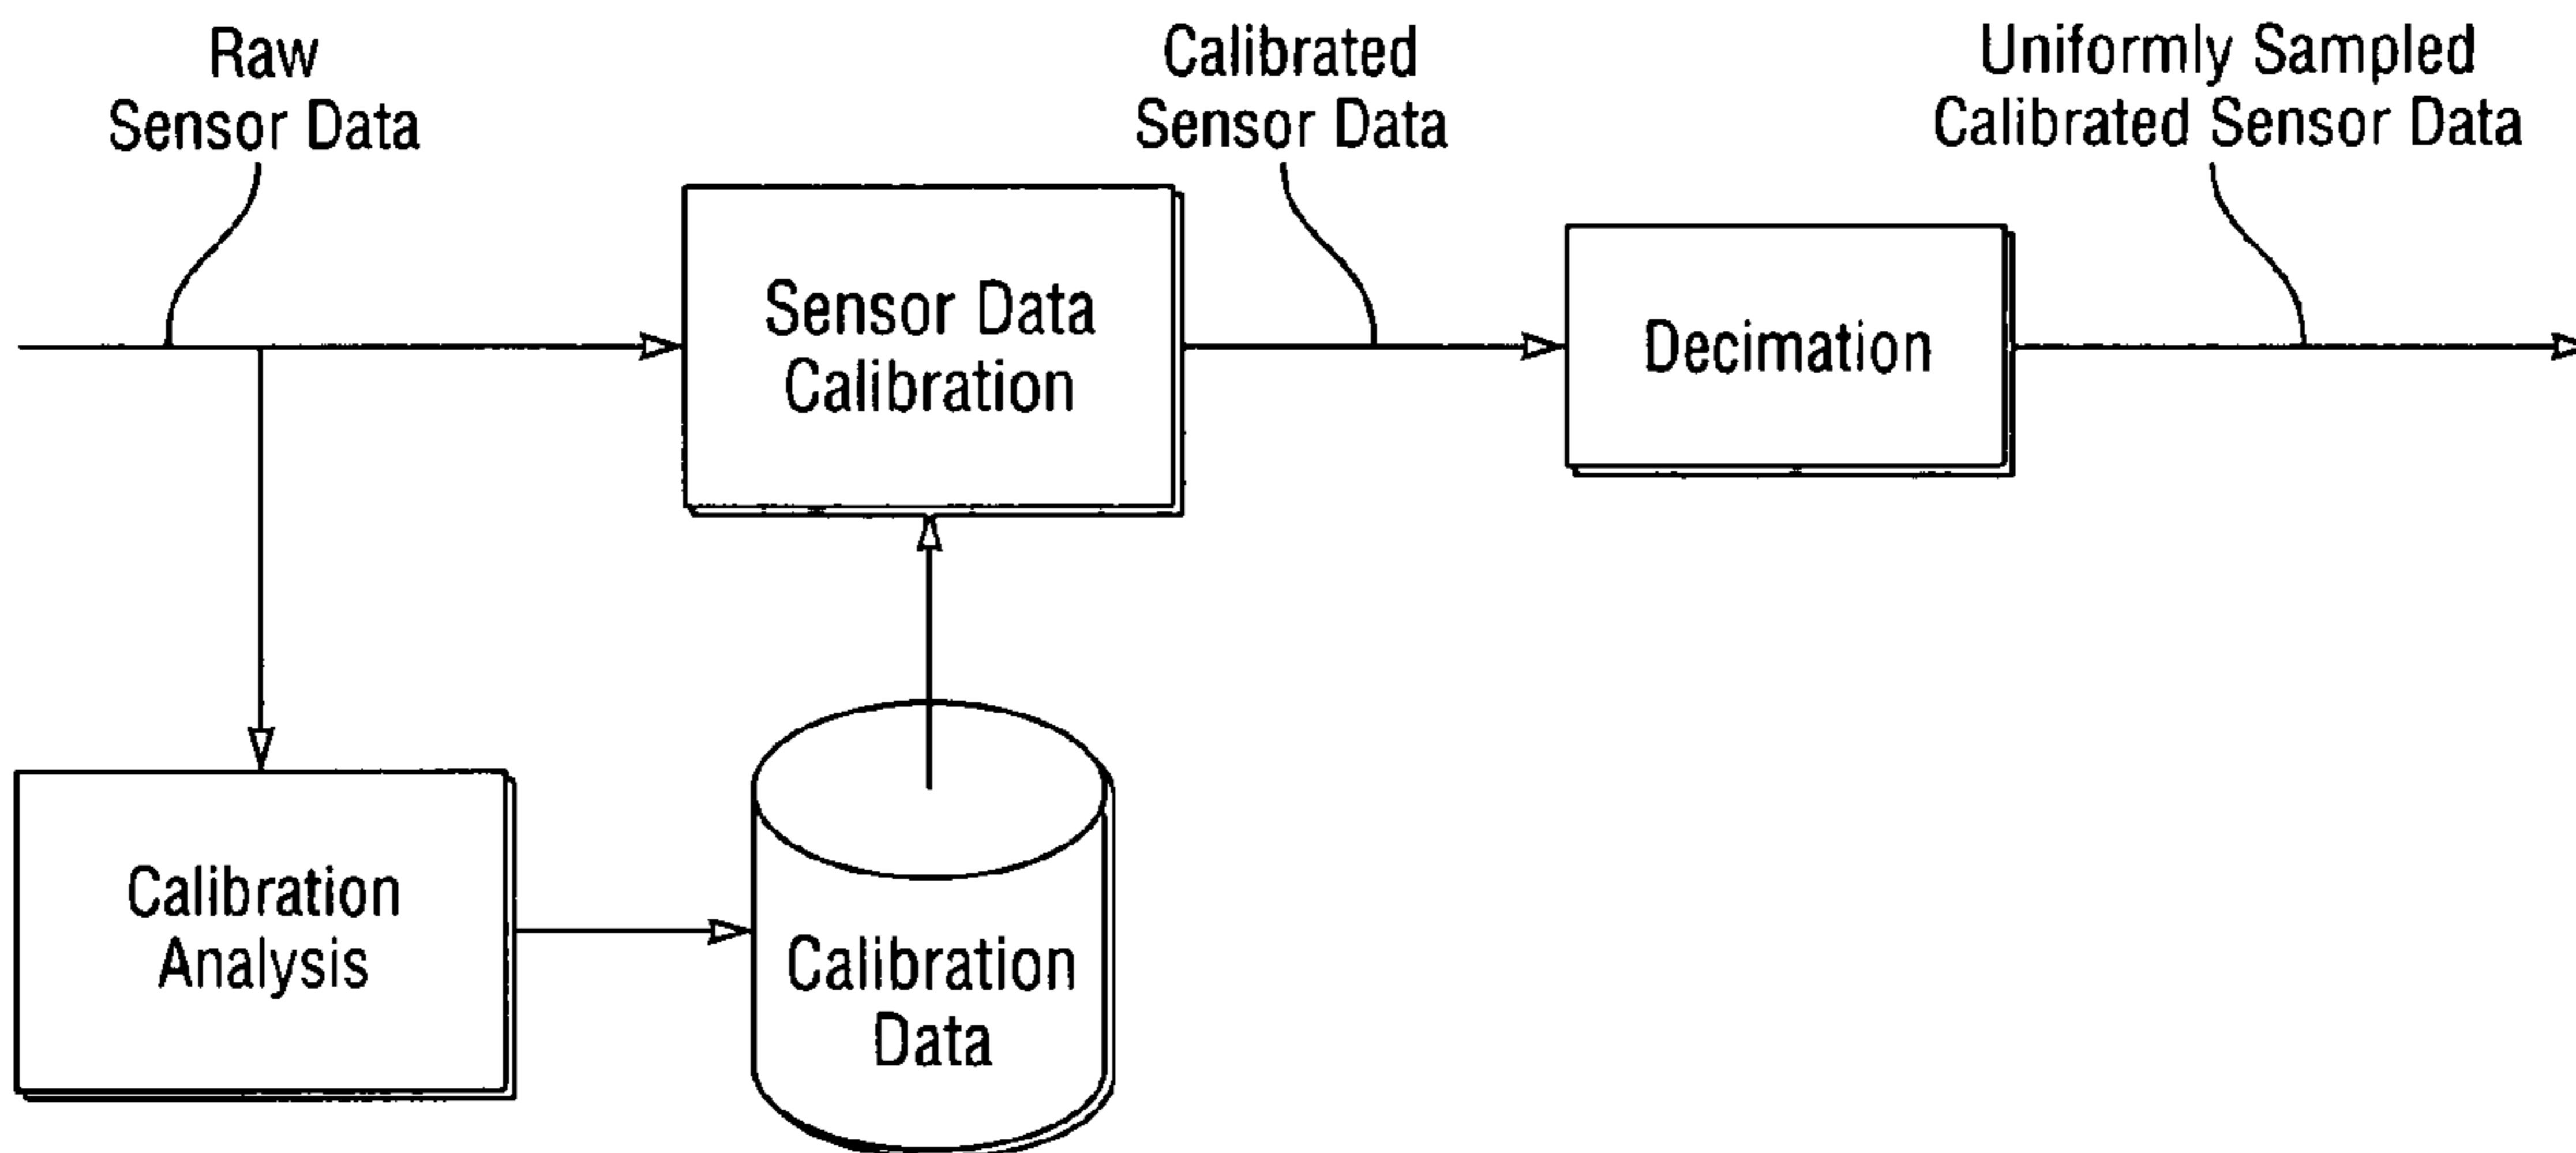 Raw
Sensor Data
Calibrated
Sensor Data
Uniformly Sampled
Calibrated Sensor Data
Sensor Data
Calibration
Decimation
Calibration
Analysis
Calibration
Data